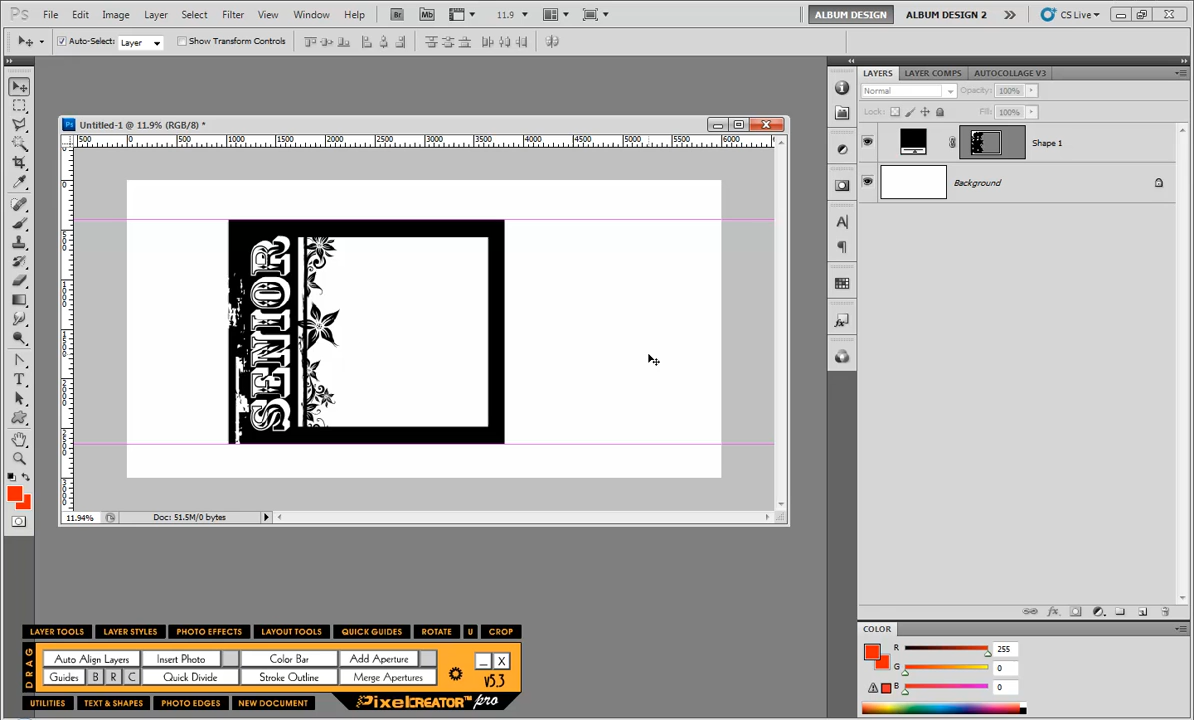 Ps File Edit Image Layer Select Filter View Window Help Br Mb 11.9 ALBUM DESIGN ALBUM DESIGN 2 CS Live
Auto-Select: Layer Show Transform Controls
LAYERS LAYER COMPS AUTOCOLLAGE V3
Normal Opacity: 100%
Lock: Fill: 100%
Shape 1
Background
Ps Untitled-1 @ 11.9% (RGB/8) *
500 0 500 1000 1500 2000 2500 3000 3500 4000 4500 5000 5500 6000
SENIOR
11.94% Doc: 51.5M/0 bytes
LAYER TOOLS LAYER STYLES PHOTO EFFECTS LAYOUT TOOLS QUICK GUIDES ROTATE U CROP
DRAG
Auto Align Layers Insert Photo Color Bar Add Aperture _ X
Guides B R C Quick Divide Stroke Outline Merge Apertures v5.3
UTILITIES TEXT & SHAPES PHOTO EDGES NEW DOCUMENT PixelCREATOR pro
COLOR
R 255
G 0
B 0